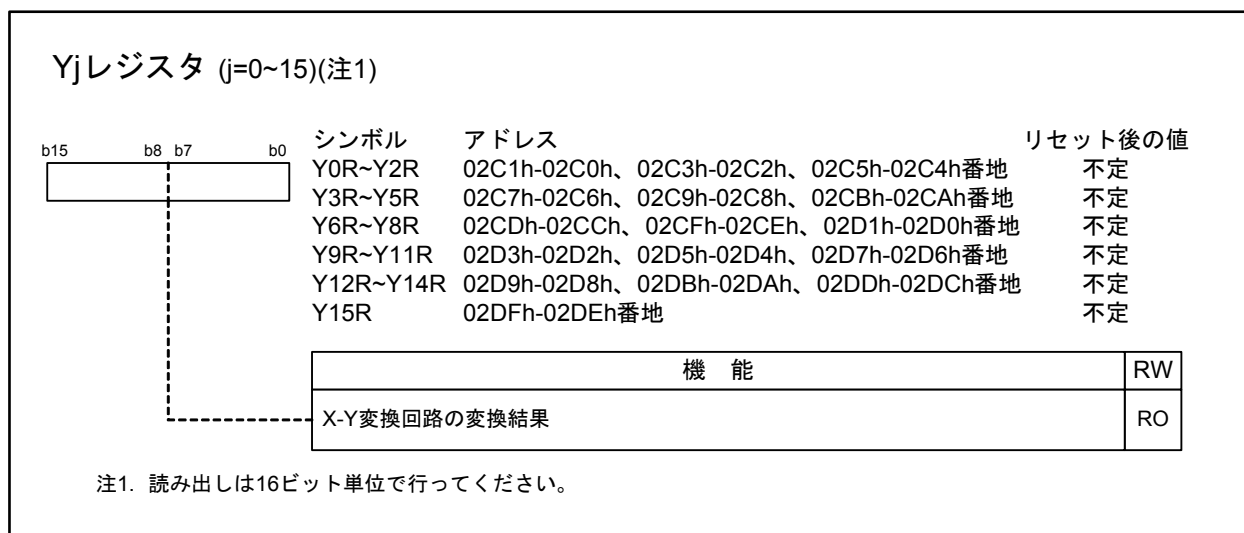 Yjレジスタ (j=0~15)(注1)
b15 b8 b7 b0
シンボル アドレス リセット後の値
Y0R~Y2R 02C1h-02C0h、02C3h-02C2h、02C5h-02C4h番地 不定
Y3R~Y5R 02C7h-02C6h、02C9h-02C8h、02CBh-02CAh番地 不定
Y6R~Y8R 02CDh-02CCh、02CFh-02CEh、02D1h-02D0h番地 不定
Y9R~Y11R 02D3h-02D2h、02D5h-02D4h、02D7h-02D6h番地 不定
Y12R~Y14R 02D9h-02D8h、02DBh-02DAh、02DDh-02DCh番地 不定
Y15R 02DFh-02DEh番地 不定
機 能 RW
X-Y変換回路の変換結果 RO
注1. 読み出しは16ビット単位で行ってください。